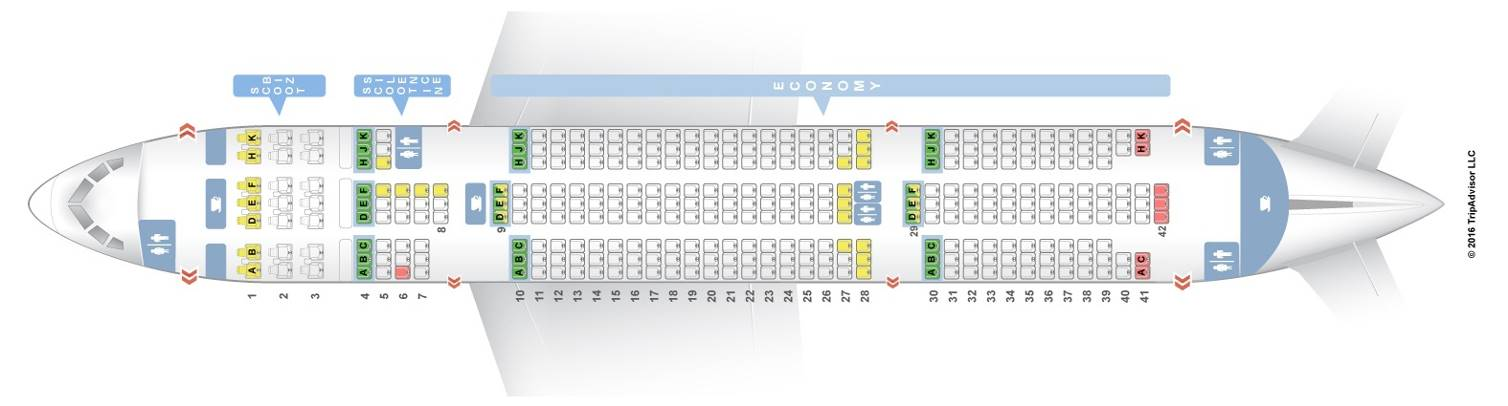 SCOOT
BIZ
SCOOT IN
SILENCE
ECONOMY
K
H
F
E
D
B
A
K
J
H
F
E
D
C
B
A
K
J
H
F
E
D
C
B
A
F
E
D
K
J
H
C
B
A
K
H
C
A
8
9
29
42
1 2 3 4 5 6 7 10 11 12 13 14 15 16 17 18 19 20 21 22 23 24 25 26 27 28 30 31 32 33 34 35 36 37 38 39 40 41
© 2016 TripAdvisor LLC